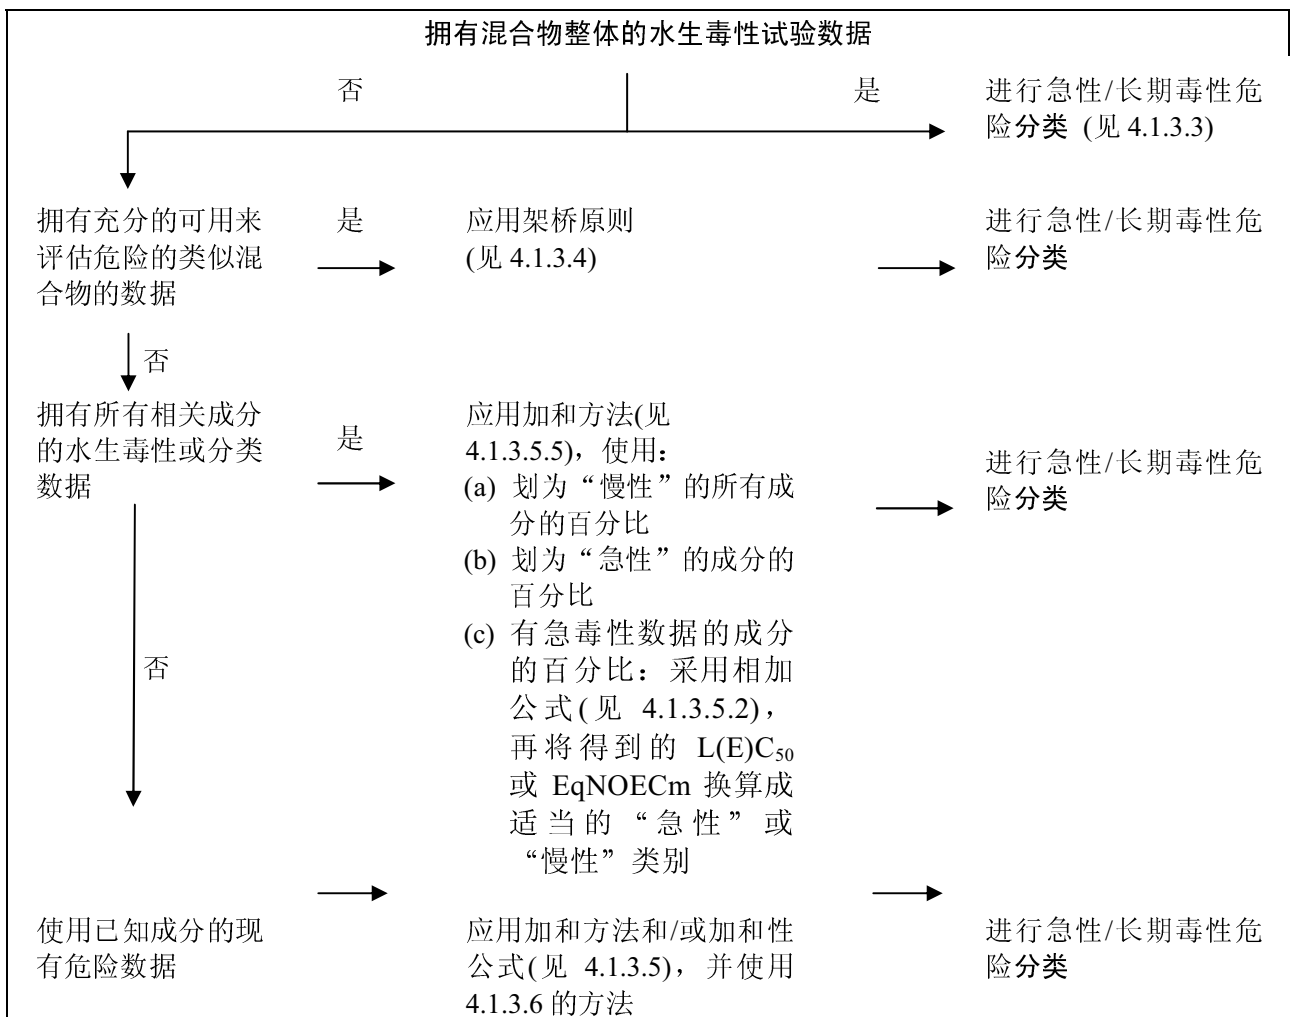 拥有混合物整体的水生毒性试验数据
否
是
进行急性/长期毒性危
险分类 (见 4.1.3.3)
拥有充分的可用来
评估危险的类似混
合物的数据
是
应用架桥原则
(见 4.1.3.4)
进行急性/长期毒性危
险分类
否
拥有所有相关成分
的水生毒性或分类
数据
是
应用加和方法(见
4.1.3.5.5)，使用：
(a) 划为“慢性”的所有成
分的百分比
(b) 划为“急性”的成分的
百分比
(c) 有急毒性数据的成分
的百分比：采用相加
公式(见 4.1.3.5.2)，
再将得到的 L(E)C₅₀
或 EqNOECm 换算成
适当的“急性”或
“慢性”类别
进行急性/长期毒性危
险分类
否
使用已知成分的现
有危险数据
应用加和方法和/或加和性
公式(见 4.1.3.5)，并使用
4.1.3.6 的方法
进行急性/长期毒性危
险分类